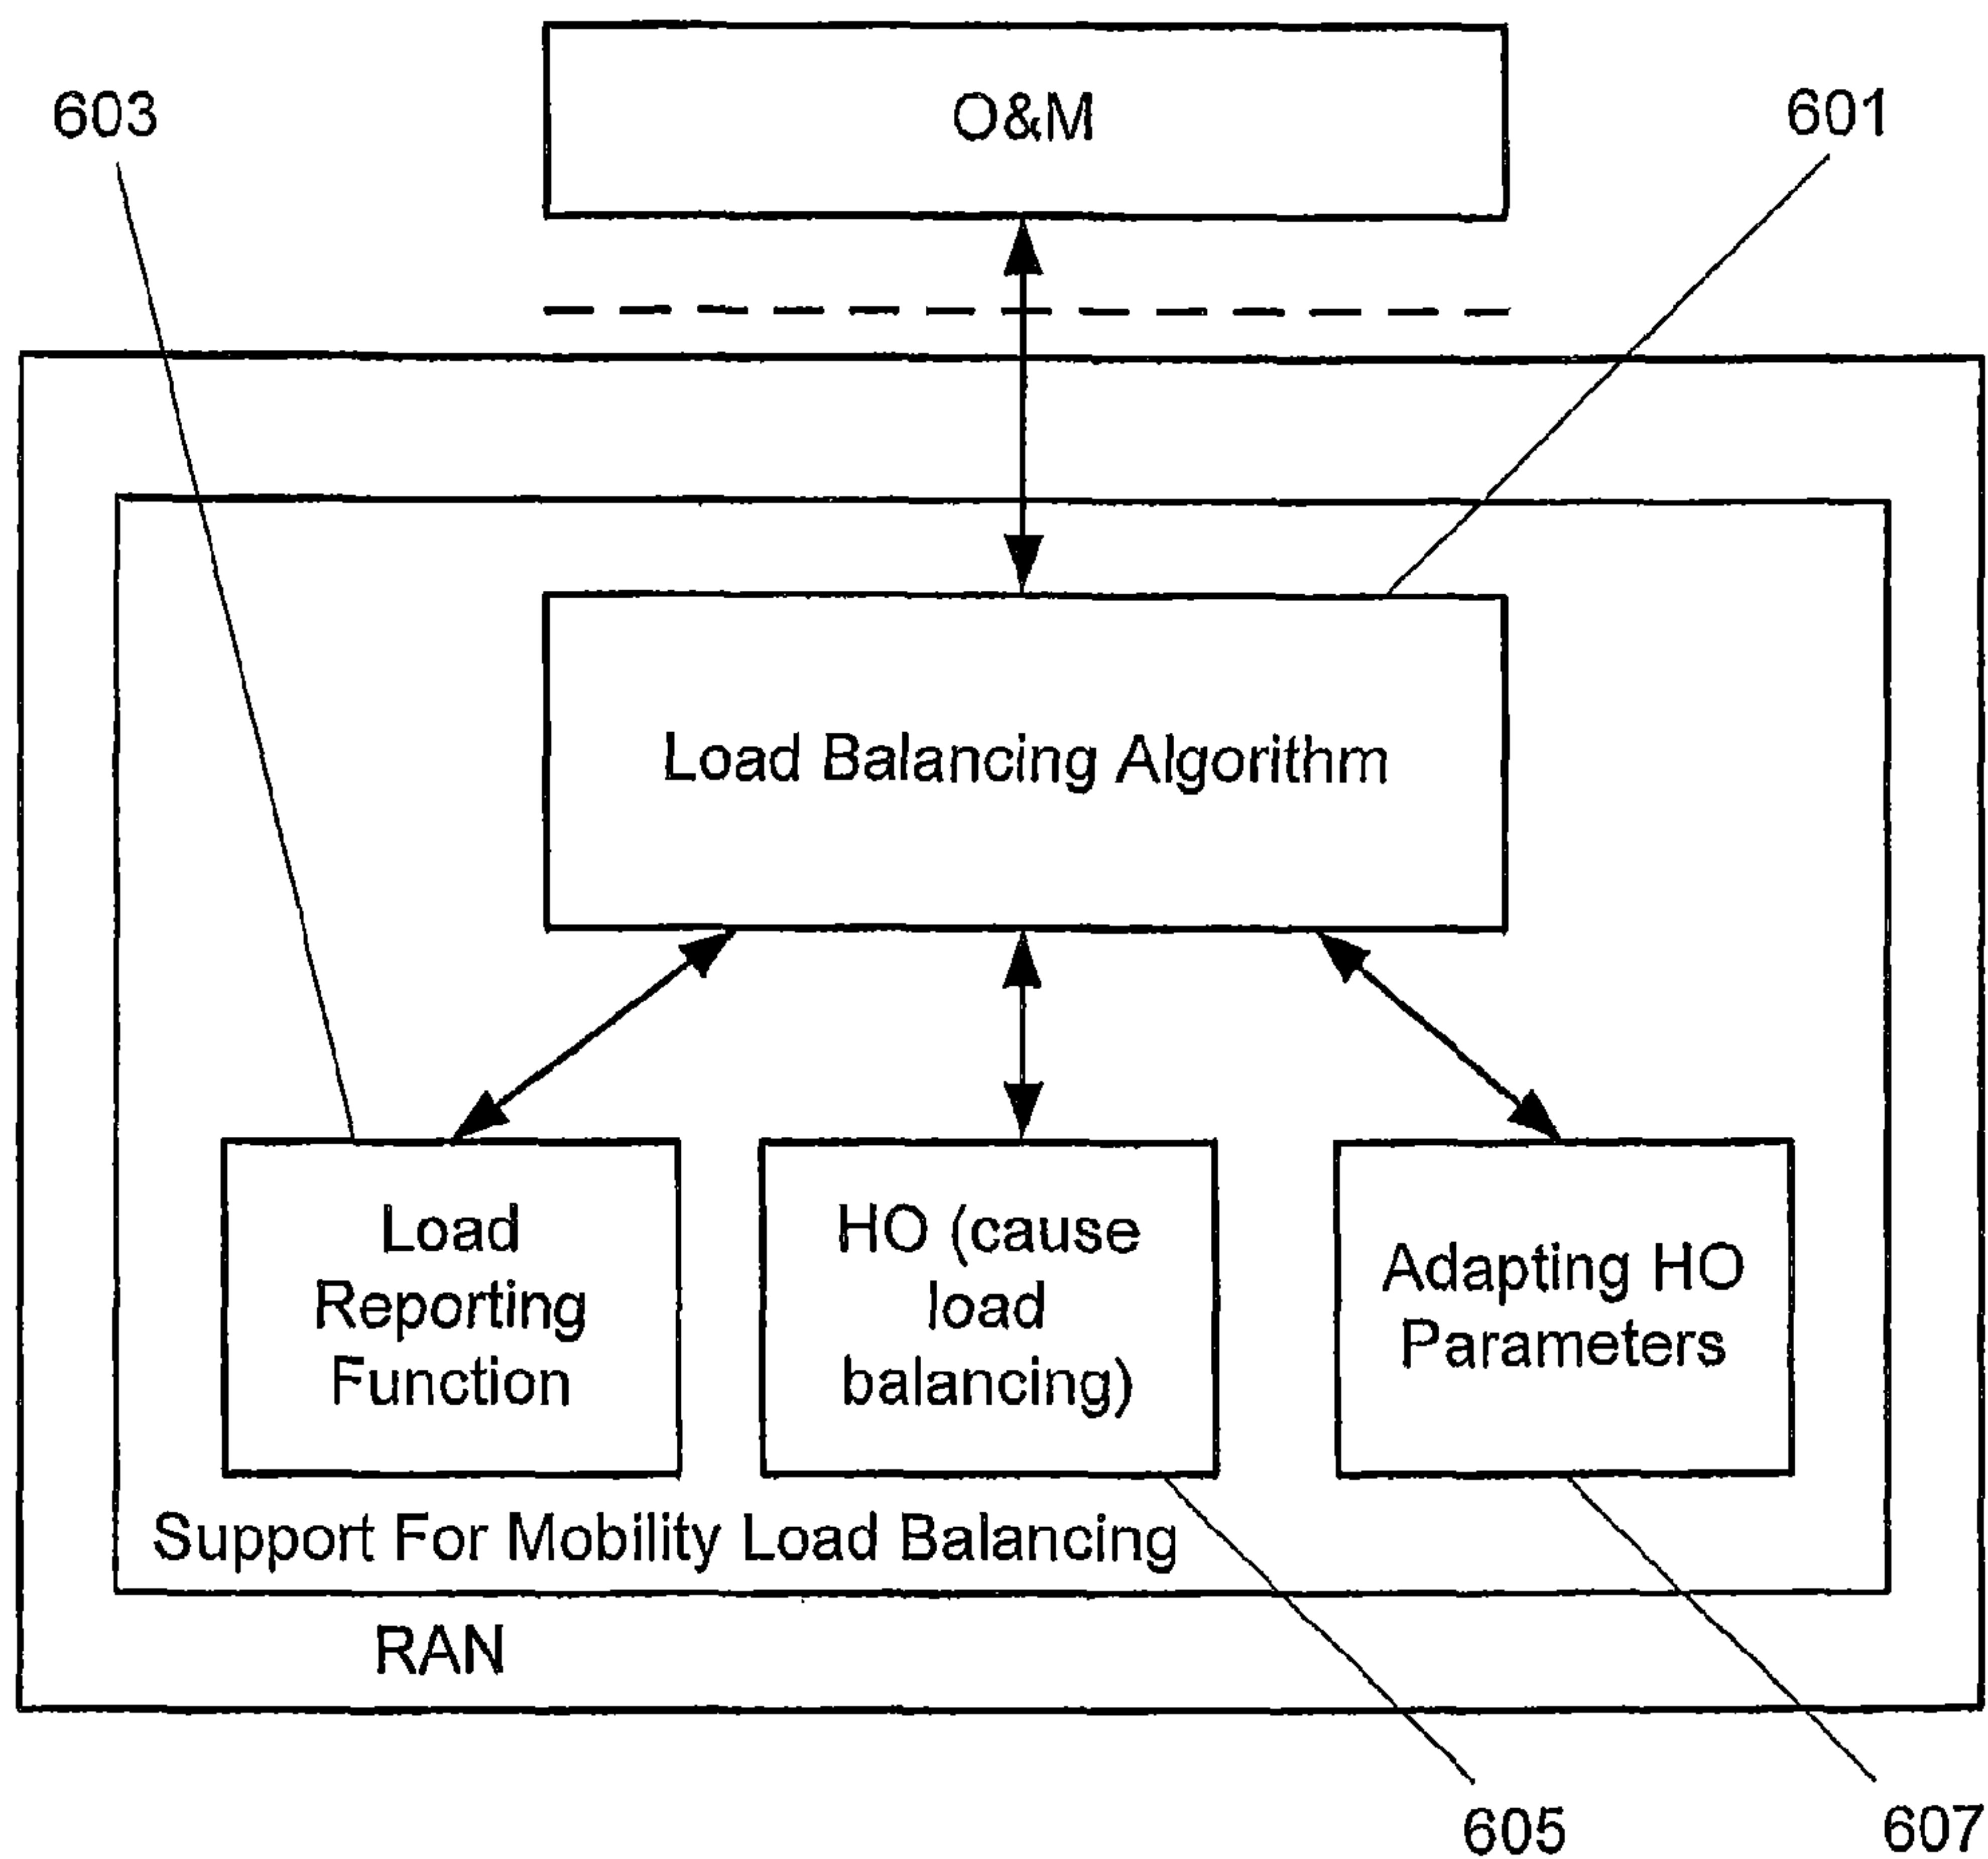 603
O&M
601
Load Balancing Algorithm
Load
Reporting
Function
HO (cause
load
balancing)
Adapting HO
Parameters
Support For Mobility Load Balancing
RAN
605
607